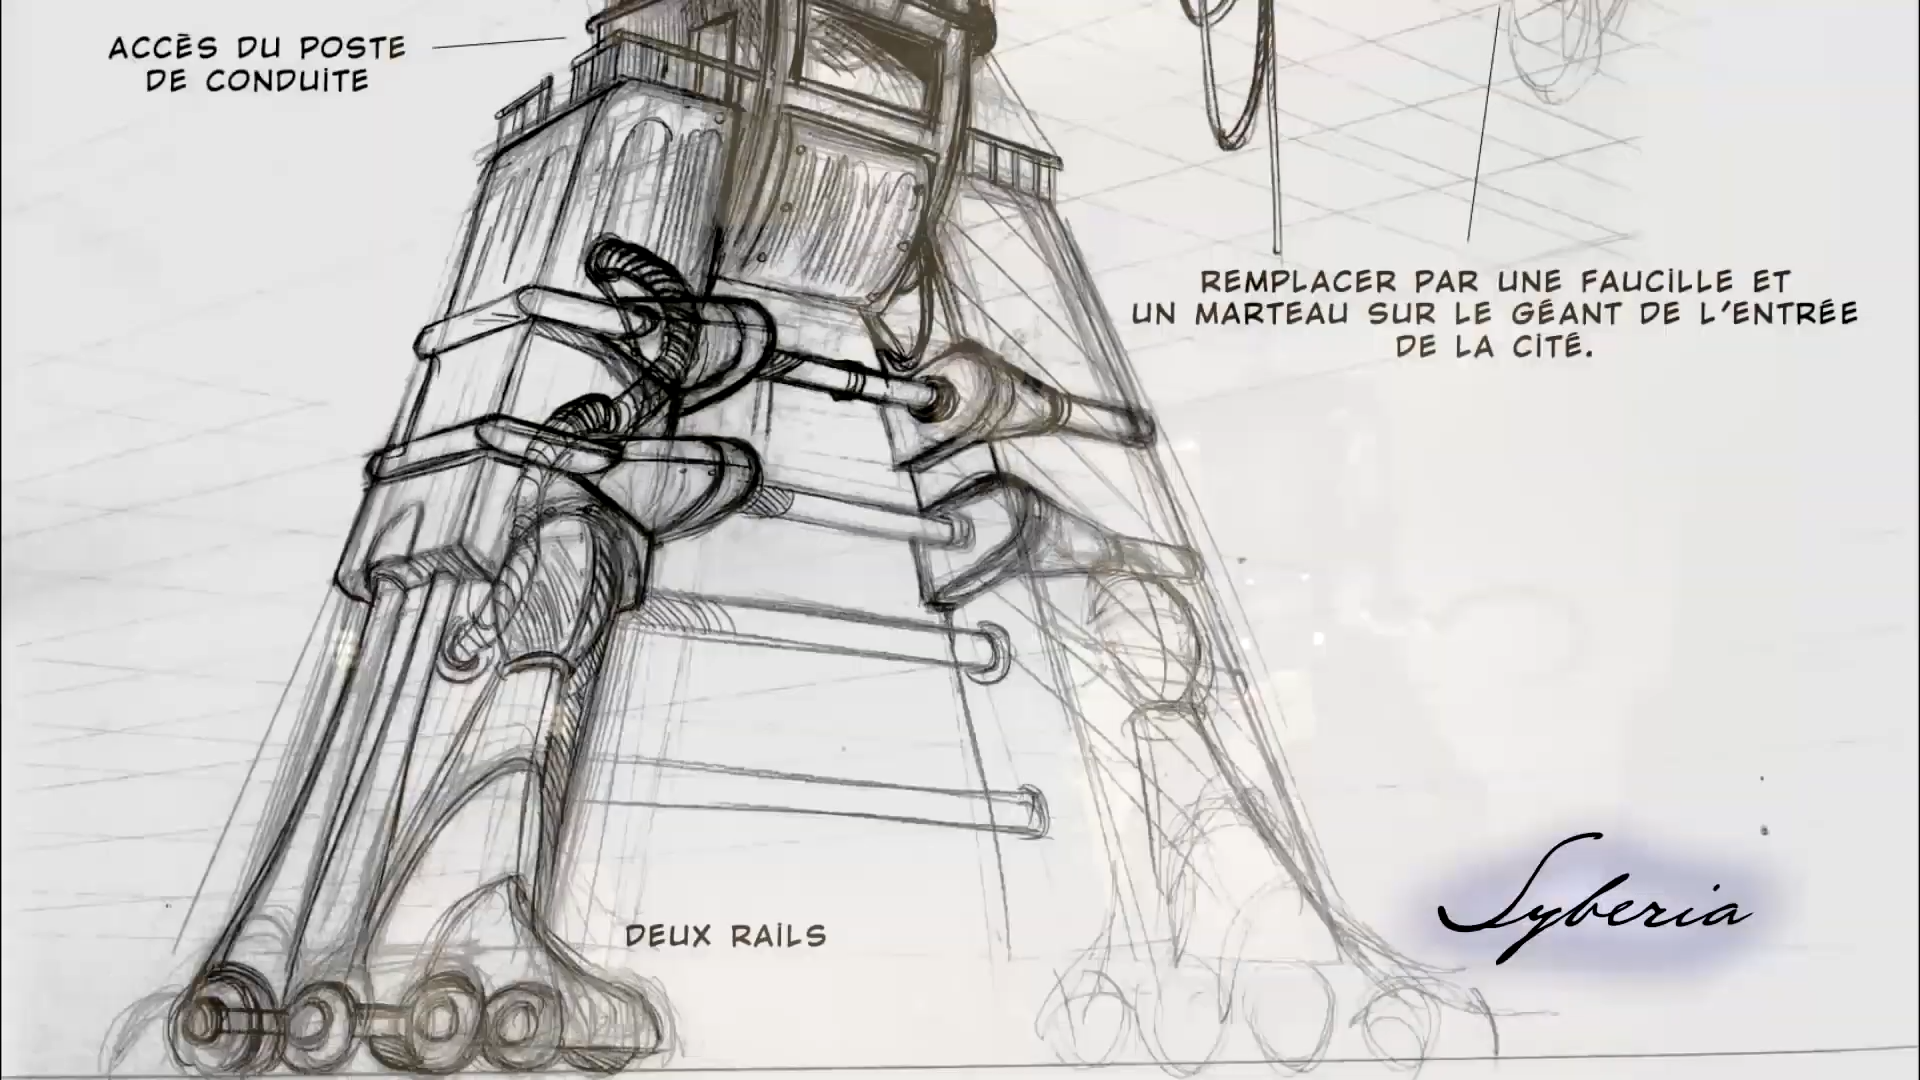 ACCÈS DU POSTE
DE CONDUITE
REMPLACER PAR UNE FAUCILLE ET
UN MARTEAU SUR LE GÉANT DE L'ENTRÉE
DE LA CITÉ.
DEUX RAILS
Syberia